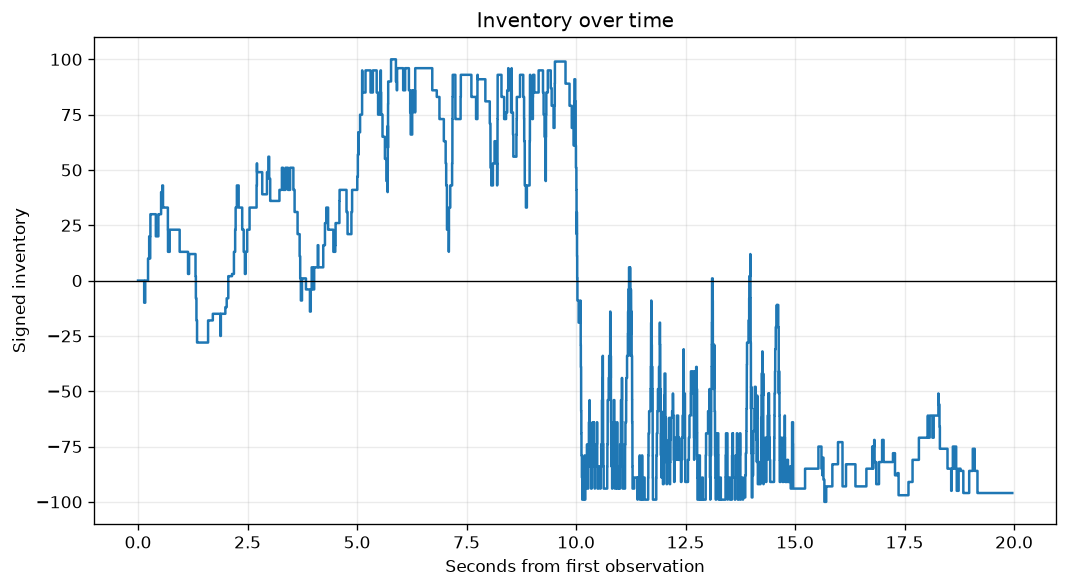 Inventory over time
Signed inventory
100
75
50
25
0
−25
−50
−75
−100
0.0 2.5 5.0 7.5 10.0 12.5 15.0 17.5 20.0
Seconds from first observation